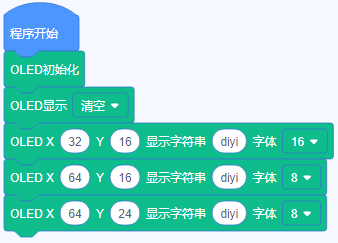 程序开始
OLED初始化
OLED显示 清空
OLED X 32 Y 16 显示字符串 diyi 字体 16
OLED X 64 Y 16 显示字符串 diyi 字体 8
OLED X 64 Y 24 显示字符串 diyi 字体 8